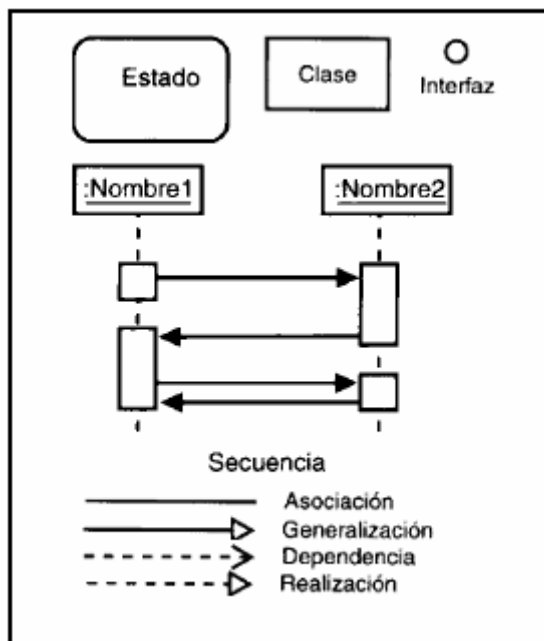 Estado
Clase
Interfaz
:Nombre1
:Nombre2
Secuencia
Asociación
Generalización
Dependencia
Realización